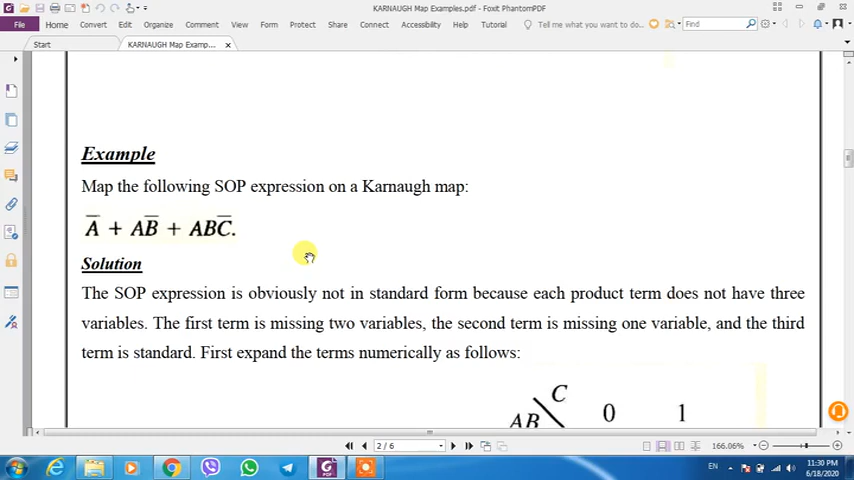 KARNAUGH Map Examples.pdf - Foxit PhantomPDF
File Home Convert Edit Organize Comment View Form Protect Share Connect Accessibility Help Tutorial Tell me what you want... Search
Start KARNAUGH Map Examp...
Example
Map the following SOP expression on a Karnaugh map:
A̅ + AB̅ + ABC̅.
Solution
The SOP expression is obviously not in standard form because each product term does not have three
variables. The first term is missing two variables, the second term is missing one variable, and the third
term is standard. First expand the terms numerically as follows:
C
AB 0 1
2 / 6 166.06%
EN 11:30 PM
6/18/2020